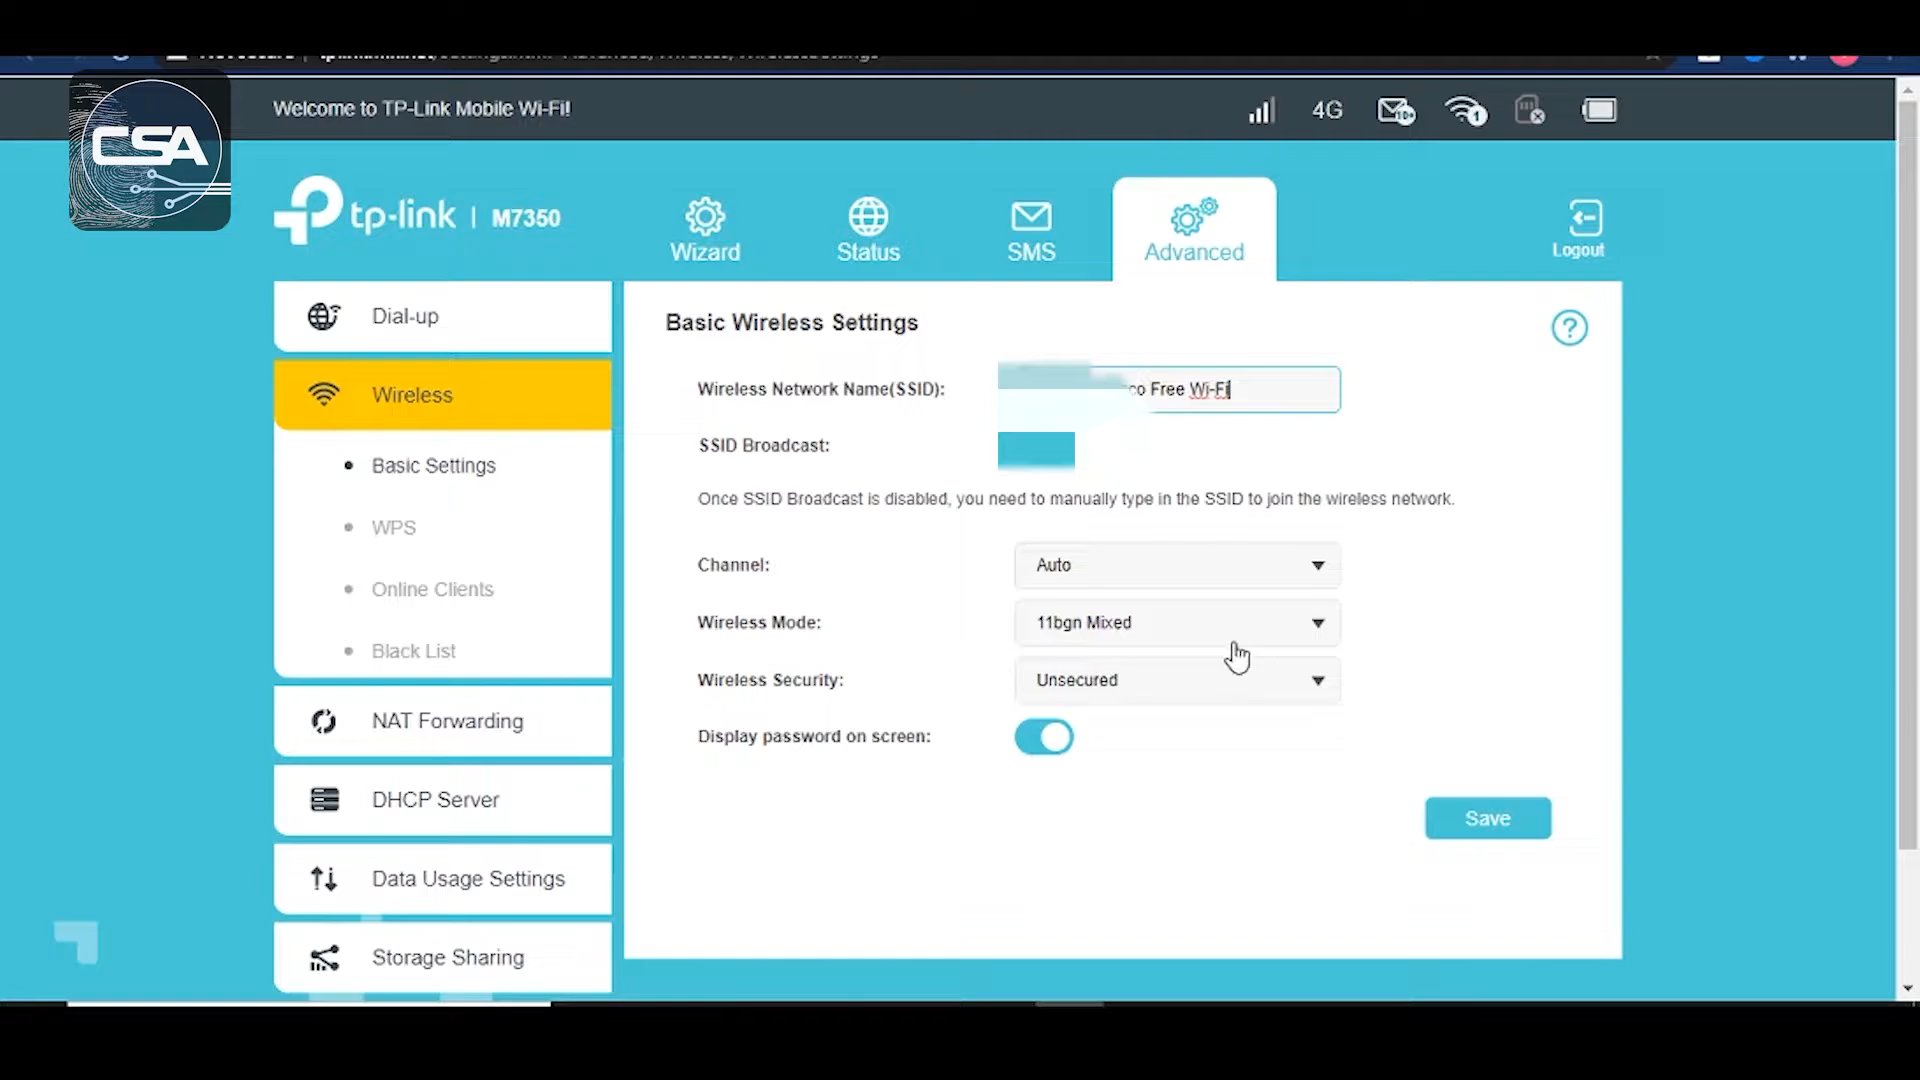 Welcome to TP-Link Mobile Wi-Fi!
4G
10+
1
CSA
tp-link | M7350
Wizard
Status
SMS
Advanced
Logout
Dial-up
Wireless
Basic Settings
WPS
Online Clients
Black List
NAT Forwarding
DHCP Server
Data Usage Settings
Storage Sharing
Basic Wireless Settings
?
Wireless Network Name(SSID): co Free Wi-Fi
SSID Broadcast:
Once SSID Broadcast is disabled, you need to manually type in the SSID to join the wireless network.
Channel: Auto
Wireless Mode: 11bgn Mixed
Wireless Security: Unsecured
Display password on screen:
Save